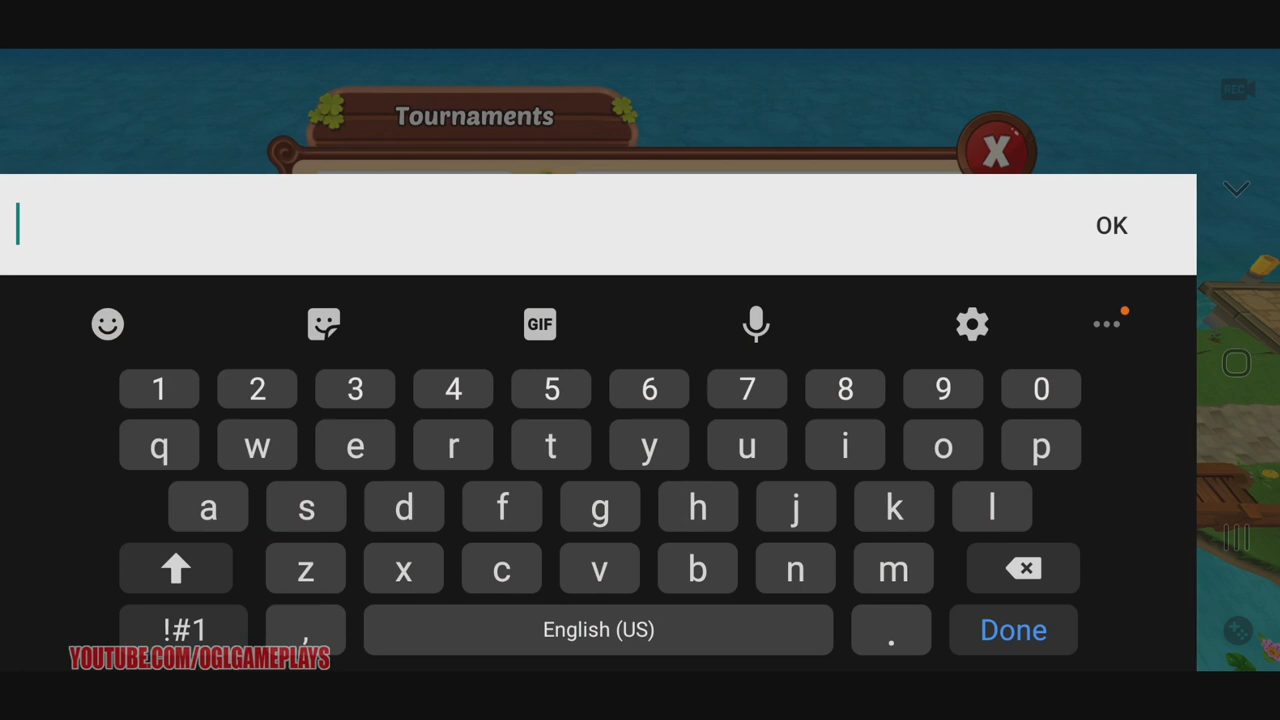 REC
Tournaments
X
OK
GIF
1 2 3 4 5 6 7 8 9 0
q w e r t y u i o p
a s d f g h j k l
z x c v b n m
!#1 , English (US) . Done
YOUTUBE.COM/OGLGAMEPLAYS